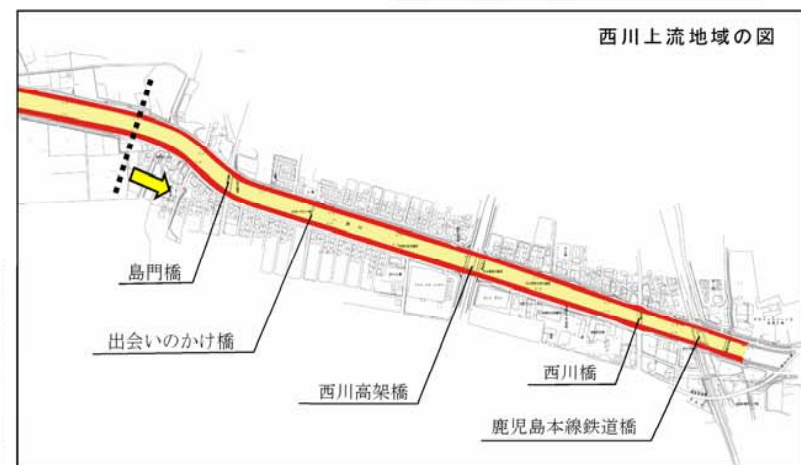 西川上流地域の図
島門橋
出会いのかけ橋
西川高架橋
西川橋
鹿児島本線鉄道橋